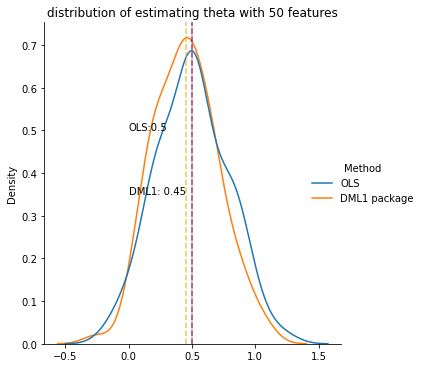 distribution of estimating theta with 50 features
0.7
0.6
0.5
0.4
0.3
0.2
0.1
0.0
Density
OLS:0.5
DML1: 0.45
Method
OLS
DML1 package
−0.5 0.0 0.5 1.0 1.5